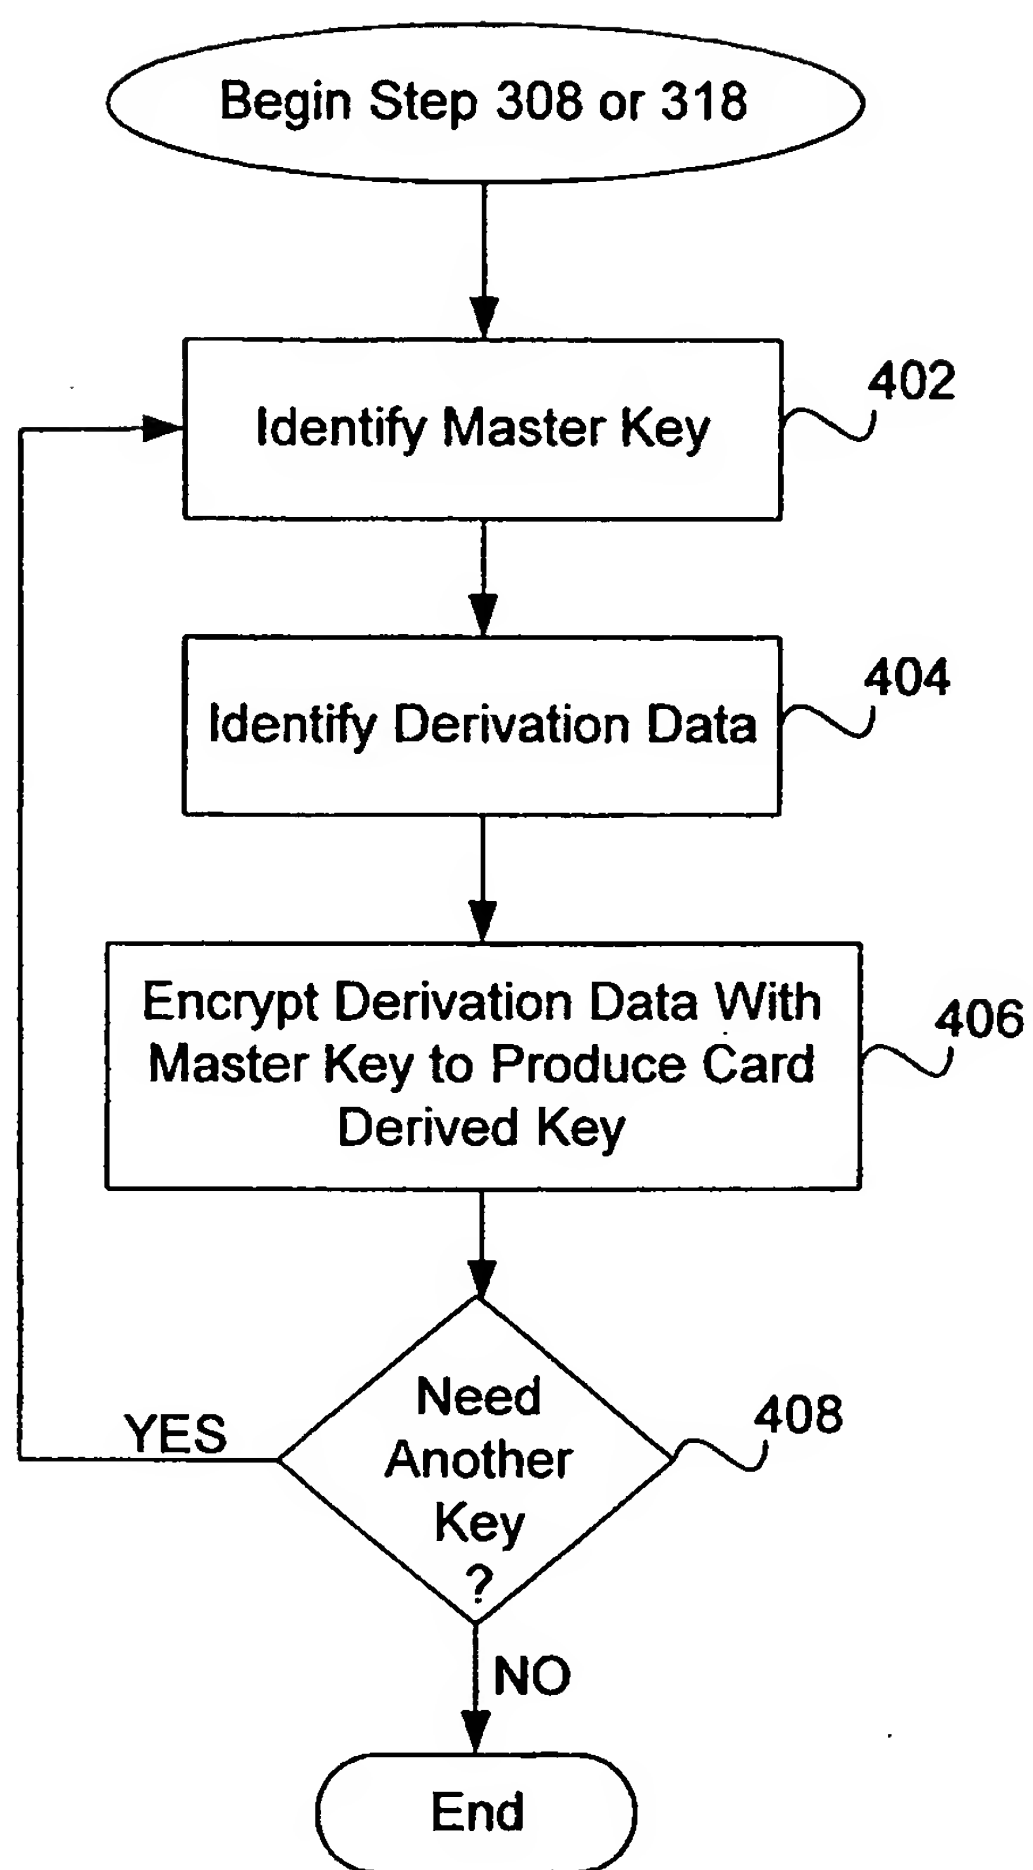 Begin Step 308 or 318
402
Identify Master Key
404
Identify Derivation Data
Encrypt Derivation Data With
406
Master Key to Produce Card
Derived Key
Need
408
YES
Another
Key
?
NO
End